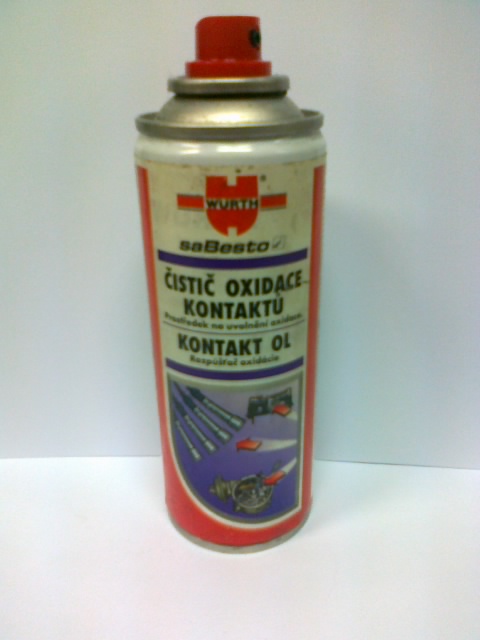 WÜRTH
saBesto
ČISTIČ OXIDACE
KONTAKTŮ
Prostředek na uvolnění oxidace
KONTAKT OL
Rozpúšťač oxidácie